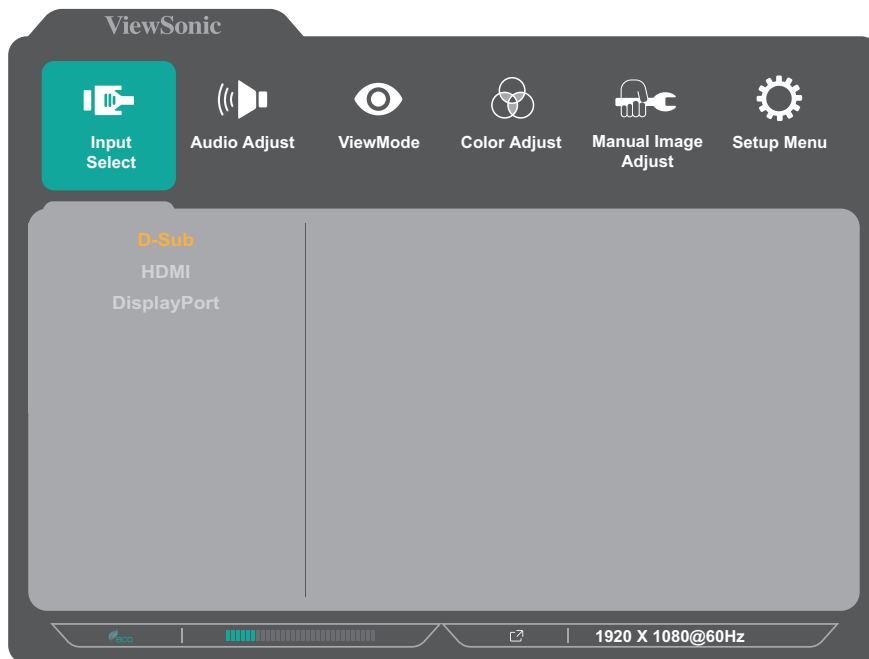 ViewSonic
Input
Select
Audio Adjust
ViewMode
Color Adjust
Manual Image
Adjust
Setup Menu
D-Sub
HDMI
DisplayPort
eco
1920 X 1080@60Hz